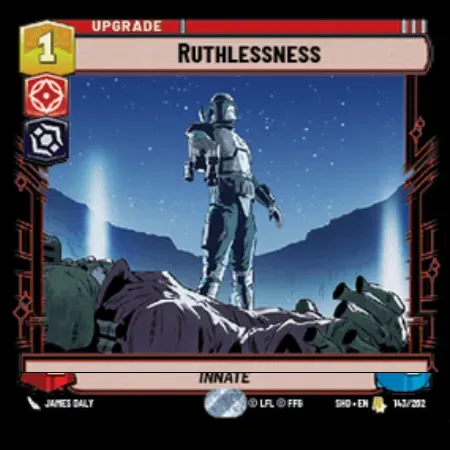 UPGRADE
1
RUTHLESSNESS
INNATE
JAMES DALY
© LFL © FFG
SHD • EN
143/262